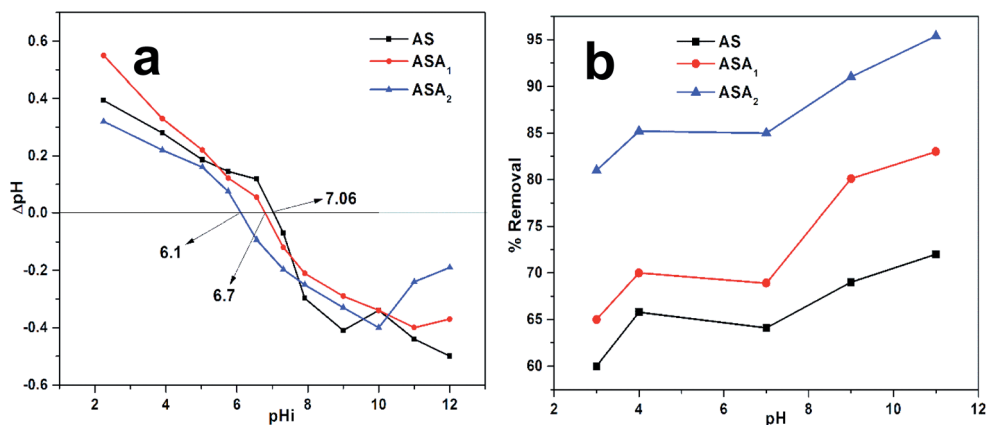 a
AS
ASA₁
ASA₂
7.06
6.1
6.7
0.6
0.4
0.2
0.0
-0.2
-0.4
-0.6
ΔpH
2 4 6 8 10 12
pHi
b
AS
ASA₁
ASA₂
95
90
85
80
75
70
65
60
% Removal
2 4 6 8 10 12
pH